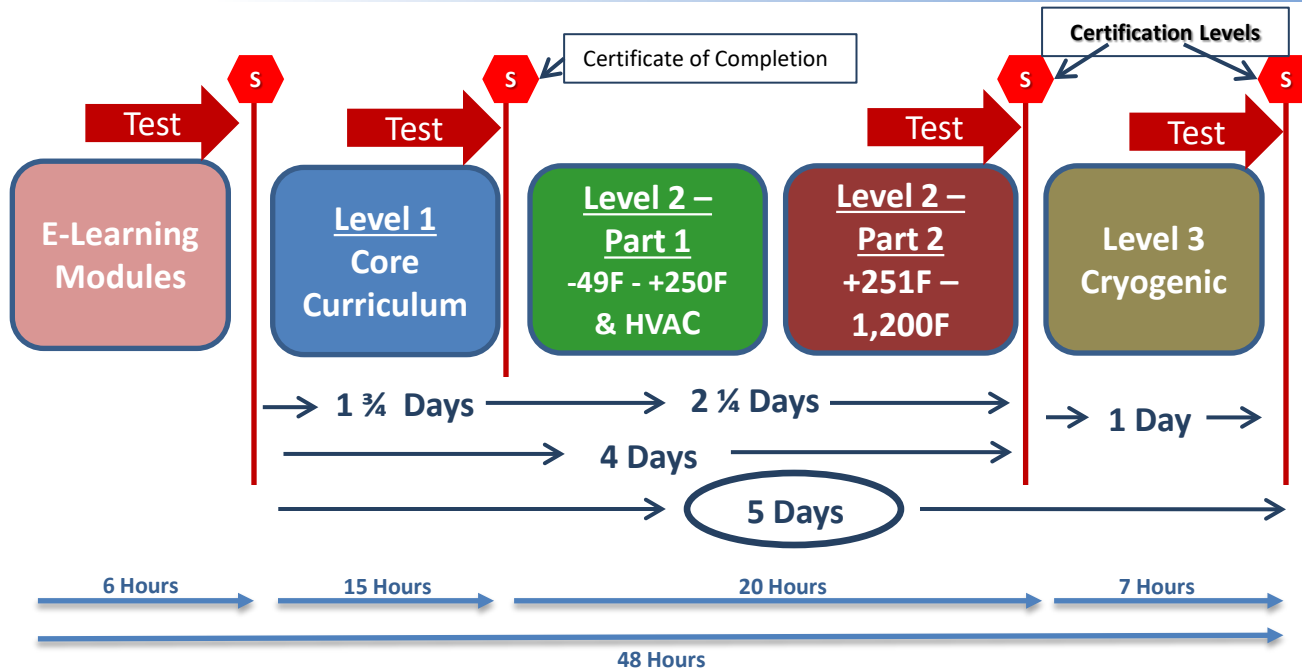 Certification Levels
Certificate of Completion
S
S
S
S
Test
Test
Test
Test
E-Learning
Modules
Level 1
Core
Curriculum
Level 2 –
Part 1
-49F - +250F
& HVAC
Level 2 –
Part 2
+251F –
1,200F
Level 3
Cryogenic
1 ¾ Days
2 ¼ Days
1 Day
4 Days
5 Days
6 Hours
15 Hours
20 Hours
7 Hours
48 Hours